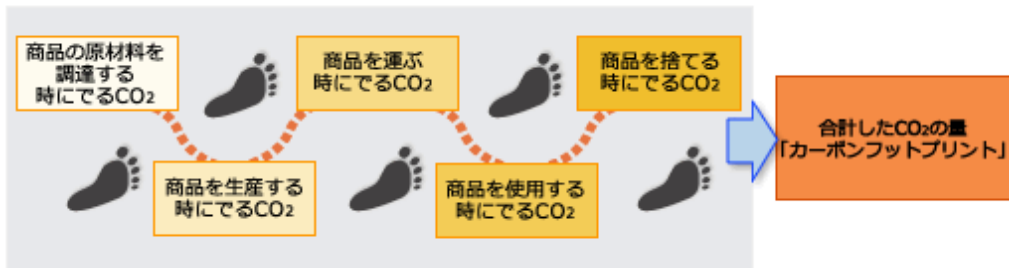 商品の原材料を
調達する
時にでるCO₂
商品を生産する
時にでるCO₂
商品を運ぶ
時にでるCO₂
商品を使用する
時にでるCO₂
商品を捨てる
時にでるCO₂
合計したCO₂の量
「カーボンフットプリント」